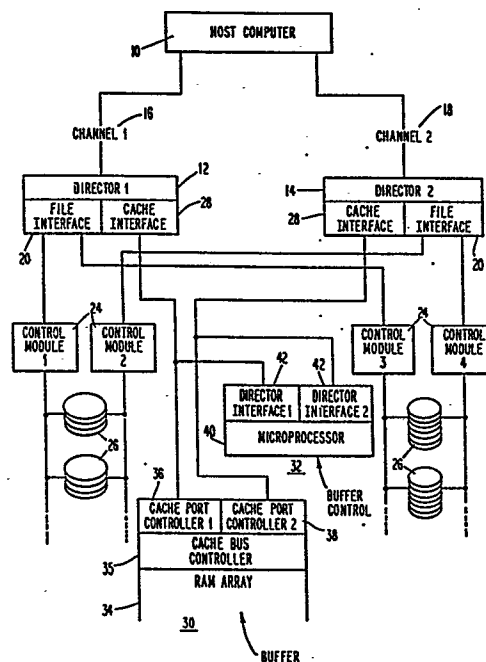 HOST COMPUTER
10
16
CHANNEL 1
18
CHANNEL 2
12
DIRECTOR 1
FILE INTERFACE
CACHE INTERFACE
28
20
14
DIRECTOR 2
28
CACHE INTERFACE
FILE INTERFACE
20
24
CONTROL MODULE 1
CONTROL MODULE 2
24
CONTROL MODULE 3
CONTROL MODULE 4
42
42
DIRECTOR INTERFACE 1
DIRECTOR INTERFACE 2
40
MICROPROCESSOR
32
BUFFER CONTROL
26
26
36
CACHE PORT CONTROLLER 1
CACHE PORT CONTROLLER 2
38
35
CACHE BUS CONTROLLER
RAM ARRAY
34
30
BUFFER